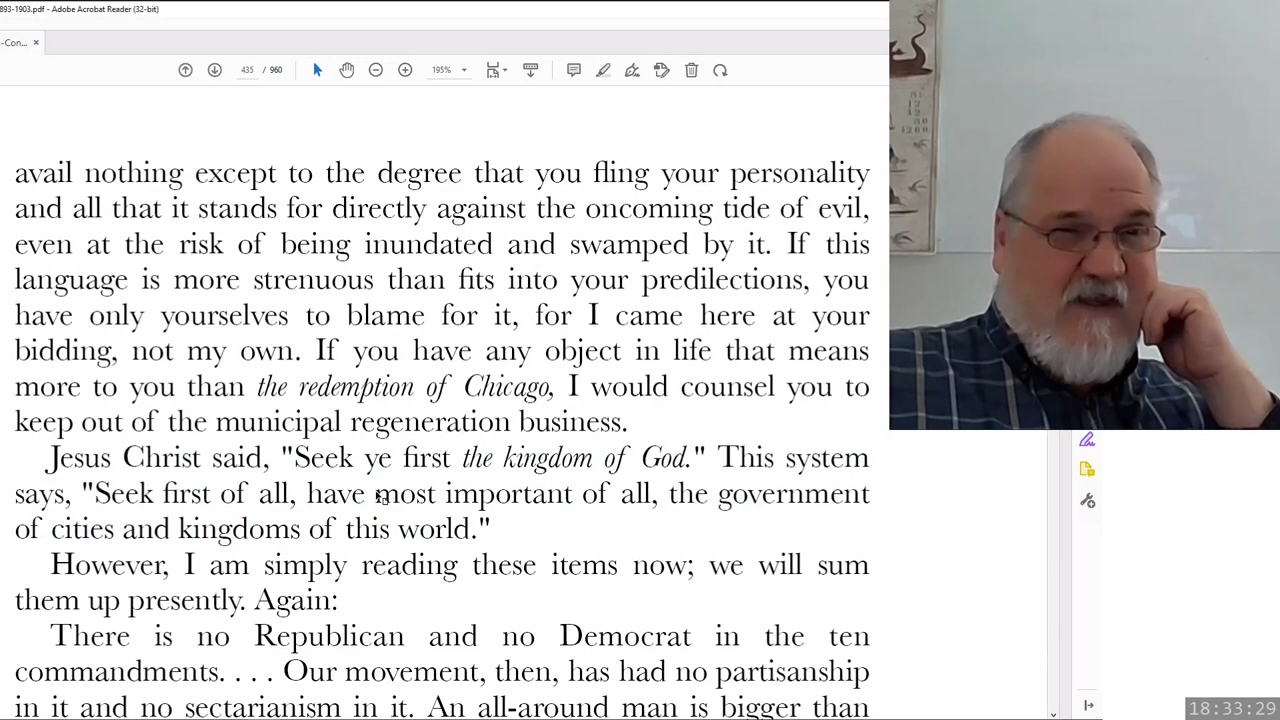 893-1903.pdf - Adobe Acrobat Reader (32-bit)
-Con... ×
435 / 960
195%
avail nothing except to the degree that you fling your personality
and all that it stands for directly against the oncoming tide of evil,
even at the risk of being inundated and swamped by it. If this
language is more strenuous than fits into your predilections, you
have only yourselves to blame for it, for I came here at your
bidding, not my own. If you have any object in life that means
more to you than the redemption of Chicago, I would counsel you to
keep out of the municipal regeneration business.
Jesus Christ said, "Seek ye first the kingdom of God." This system
says, "Seek first of all, have most important of all, the government
of cities and kingdoms of this world."
However, I am simply reading these items now; we will sum
them up presently. Again:
There is no Republican and no Democrat in the ten
commandments. . . . Our movement, then, has had no partisanship
in it and no sectarianism in it. An all-around man is bigger than
18:33:29